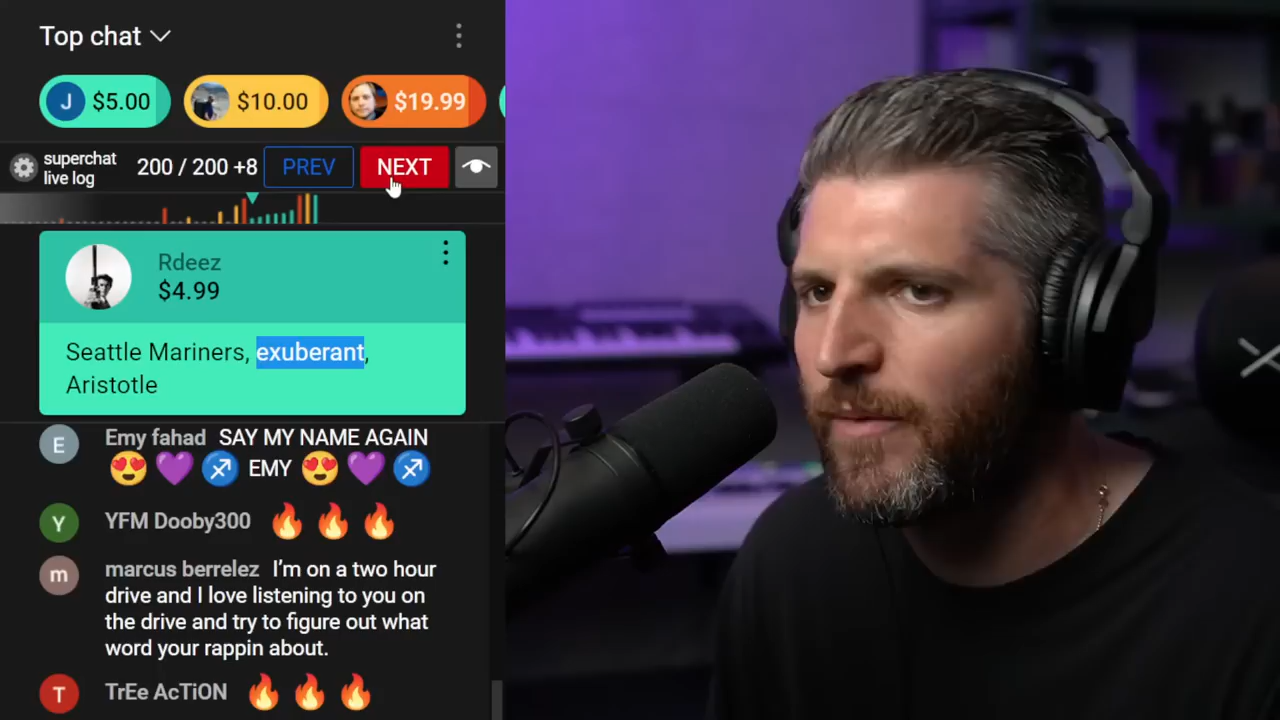 Top chat
J $5.00 $10.00 $19.99
superchat
live log
200 / 200 +8 PREV NEXT
Rdeez
$4.99
Seattle Mariners, exuberant,
Aristotle
E Emy fahad SAY MY NAME AGAIN
😍 💜 ♐ EMY 😍 💜 ♐
Y YFM Dooby300 🔥 🔥 🔥
m marcus berrelez I’m on a two hour
drive and I love listening to you on
the drive and try to figure out what
word your rappin about.
T TrEe AcTiON 🔥 🔥 🔥